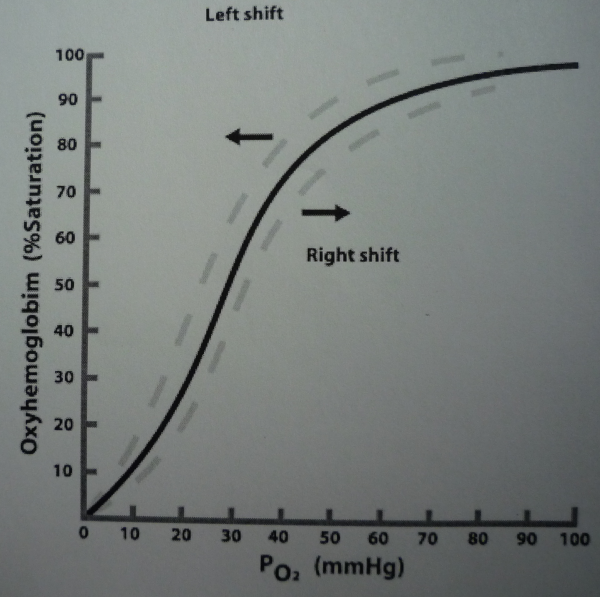 Left shift
100
90
80
70
60
50
40
30
20
10
Oxyhemoglobim (%Saturation)
Right shift
0 10 20 30 40 50 60 70 80 90 100
PO₂ (mmHg)